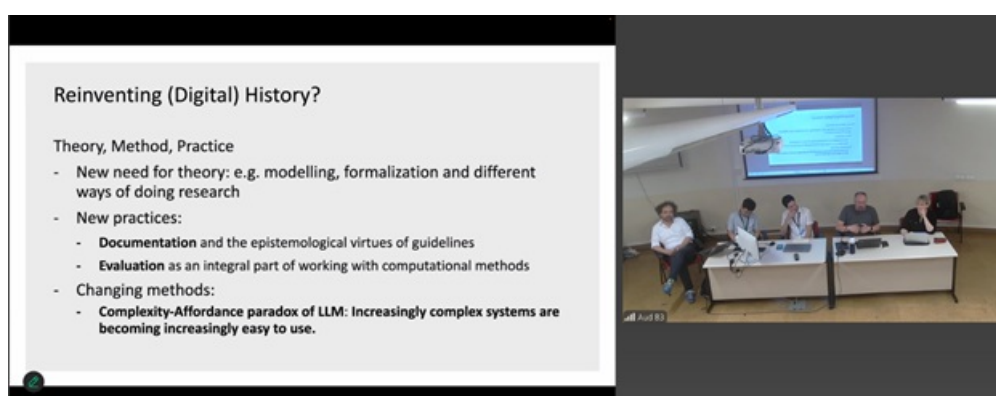 Reinventing (Digital) History?
Theory, Method, Practice
- New need for theory: e.g. modelling, formalization and different
ways of doing research
- New practices:
- Documentation and the epistemological virtues of guidelines
- Evaluation as an integral part of working with computational methods
- Changing methods:
- Complexity-Affordance paradox of LLM: Increasingly complex systems are
becoming increasingly easy to use.
Aud B3